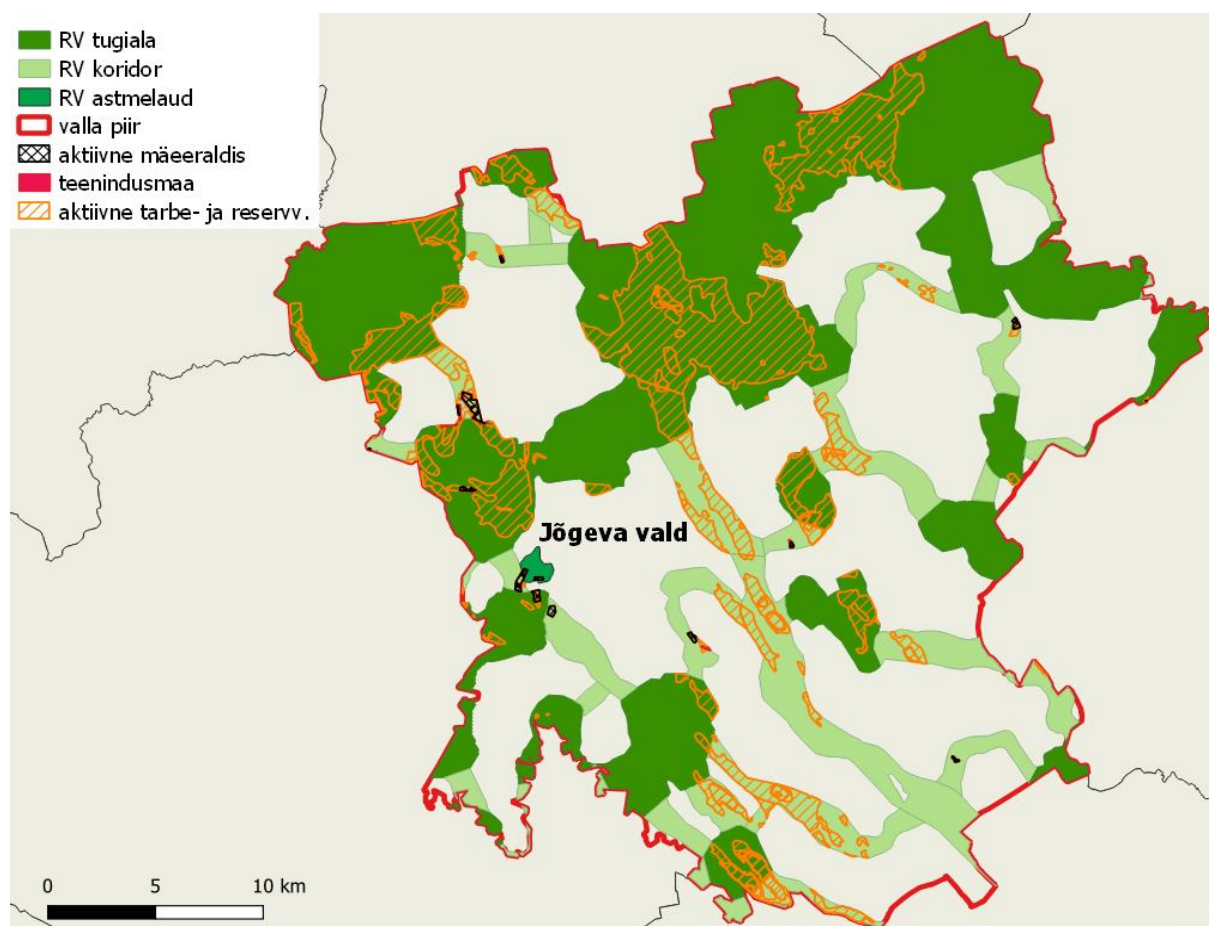 RV tugiala
RV koridor
RV astmelaud
valla piir
aktiivne mäeeraldis
teenindusmaa
aktiivne tarbe- ja reservv.
Jõgeva vald
0 5 10 km